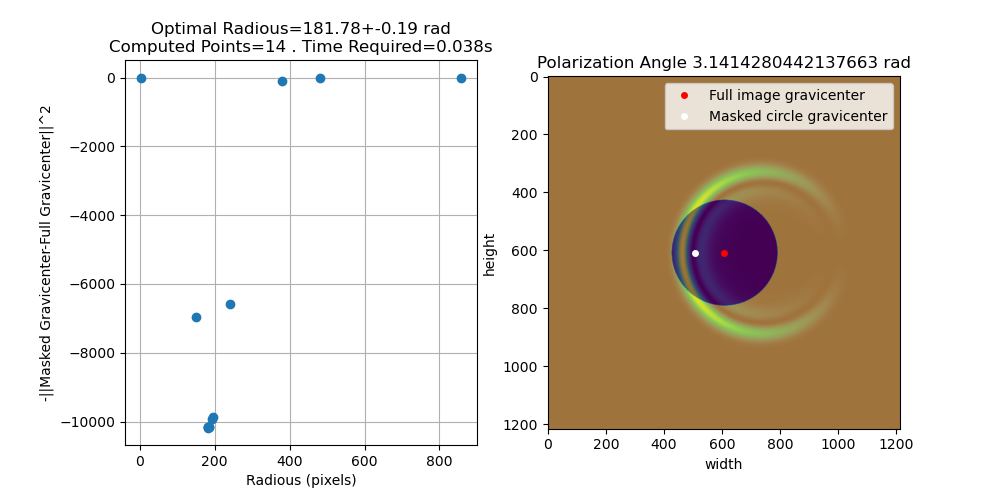 Optimal Radious=181.78+-0.19 rad
Computed Points=14 . Time Required=0.038s
0
−2000
−4000
−6000
−8000
−10000
-||Masked Gravicenter-Full Gravicenter||^2
0
200
400
600
800
Radious (pixels)
Polarization Angle 3.1414280442137663 rad
Full image gravicenter
Masked circle gravicenter
0
200
400
600
800
1000
1200
height
0
200
400
600
800
1000
1200
width